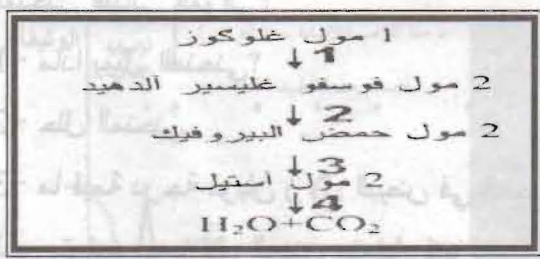 1 مول غلوكوز
↓ 1
2 مول فوسفو غليسير ألدهيد
↓ 2
2 مول حمض البيروفيك
↓ 3
2 مول استيل
↓ 4
H₂O+CO₂